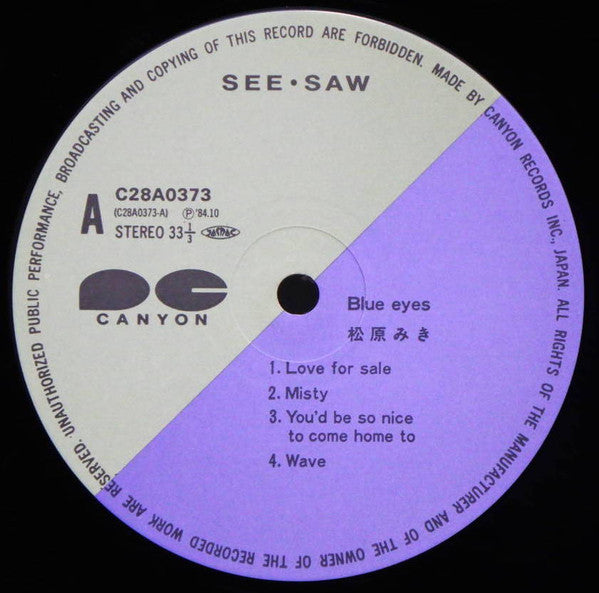 UNAUTHORIZED PUBLIC PERFORMANCE, BROADCASTING AND COPYING OF THIS RECORD ARE FORBIDDEN. MADE BY CANYON RECORDS INC., JAPAN. ALL RIGHTS OF THE MANUFACTURER AND OF THE OWNER OF THE RECORDED WORK ARE RESERVED.
SEE・SAW
A
C28A0373
(C28A0373-A) Ⓟ '84.10
STEREO 33 1/3
CANYON
Blue eyes
松原みき
1. Love for sale
2. Misty
3. You'd be so nice
to come home to
4. Wave